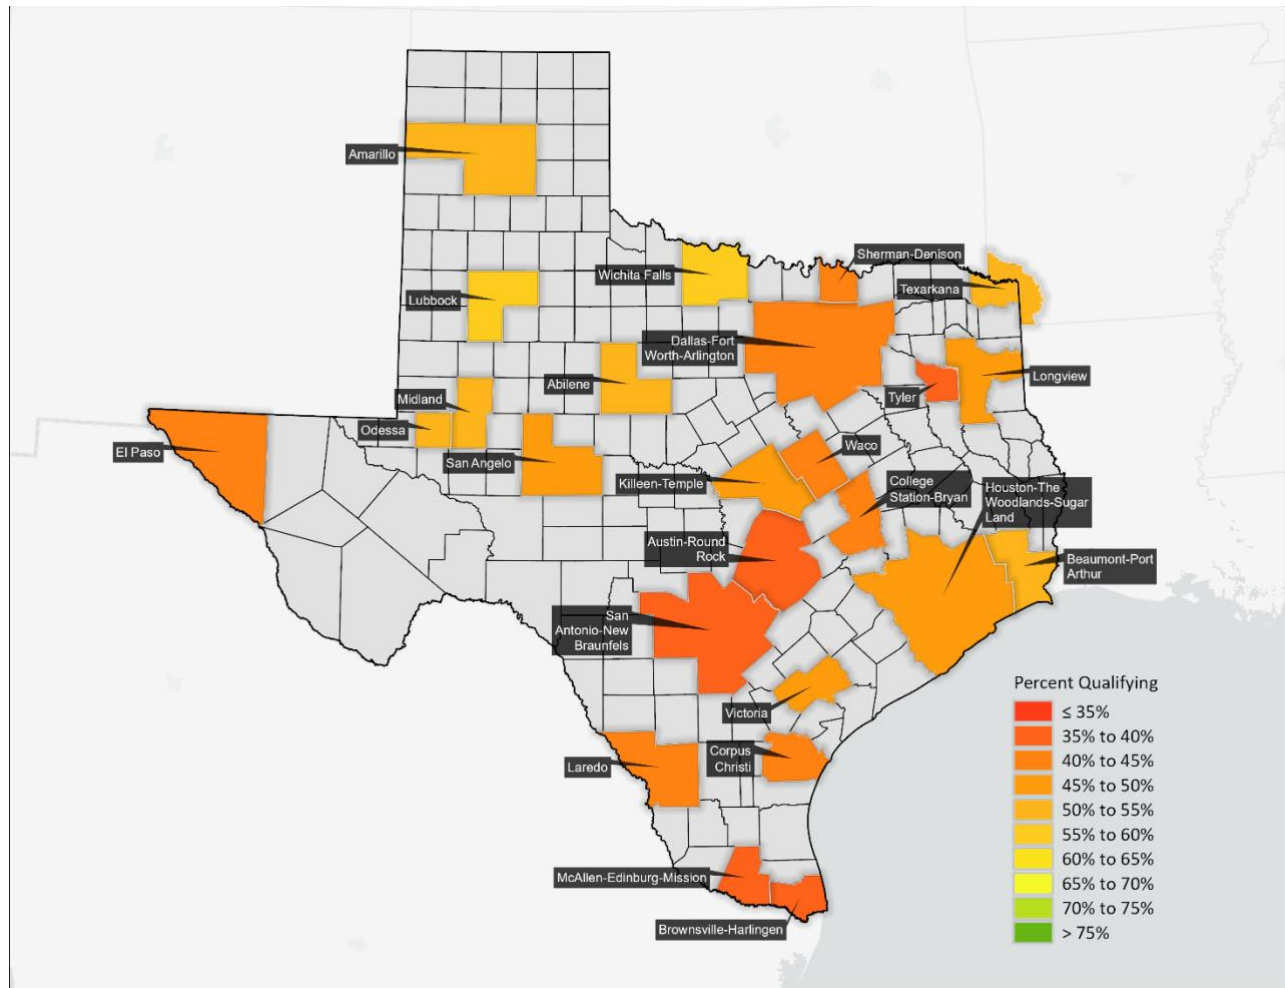 Amarillo
Sherman-Denison
Wichita Falls
Texarkana
Lubbock
Dallas-Fort
Worth-Arlington
Longview
Abilene
Midland
Tyler
Odessa
Waco
El Paso
San Angelo
Killeen-Temple
College
Station-Bryan
Houston-The
Woodlands-Sugar
Land
Austin-Round
Rock
Beaumont-Port
Arthur
San
Antonio-New
Braunfels
Victoria
Corpus
Christi
Laredo
McAllen-Edinburg-Mission
Brownsville-Harlingen
Percent Qualifying
≤ 35%
35% to 40%
40% to 45%
45% to 50%
50% to 55%
55% to 60%
60% to 65%
65% to 70%
70% to 75%
> 75%